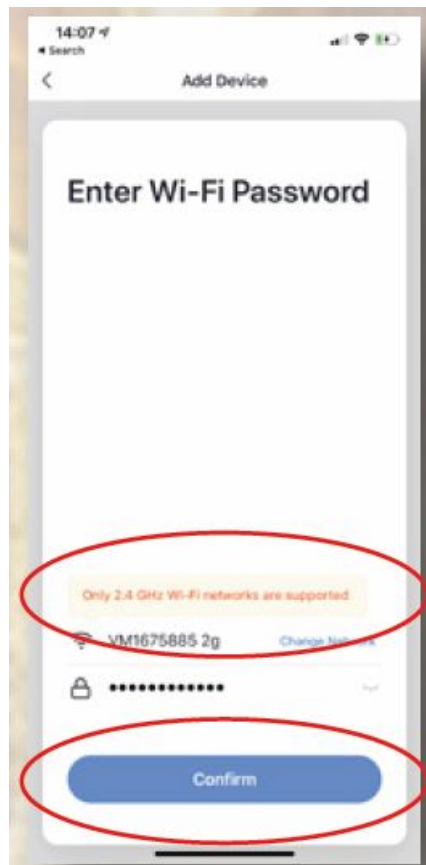 14:07
Search
Add Device
Enter Wi-Fi Password
Only 2.4 GHz Wi-Fi networks are supported
VM1675885 2g
Change Network
••••••••••••
Confirm